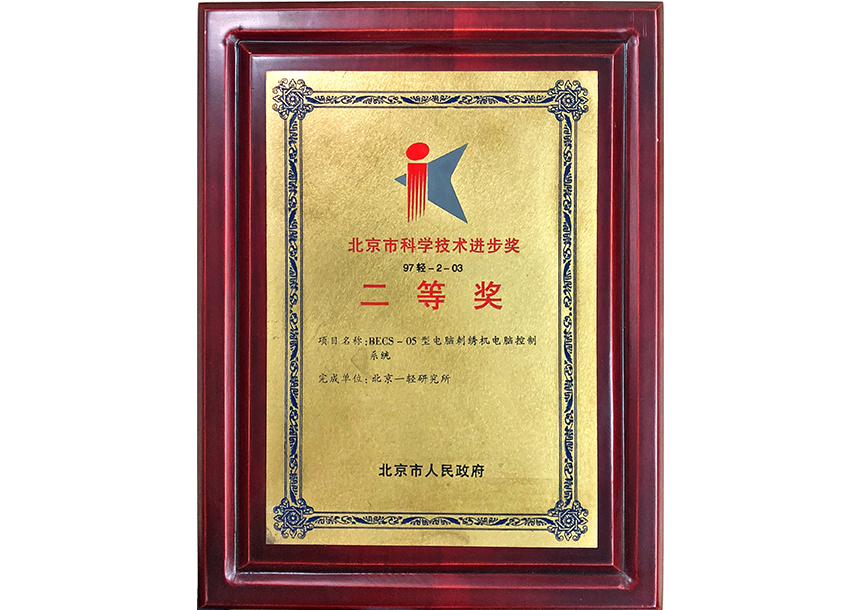 北京市科学技术进步奖
97轻-2-03
二等奖
项目名称:BECS-05型电脑刺绣机电脑控制
系统
完成单位:北京一轻研究所
北京市人民政府